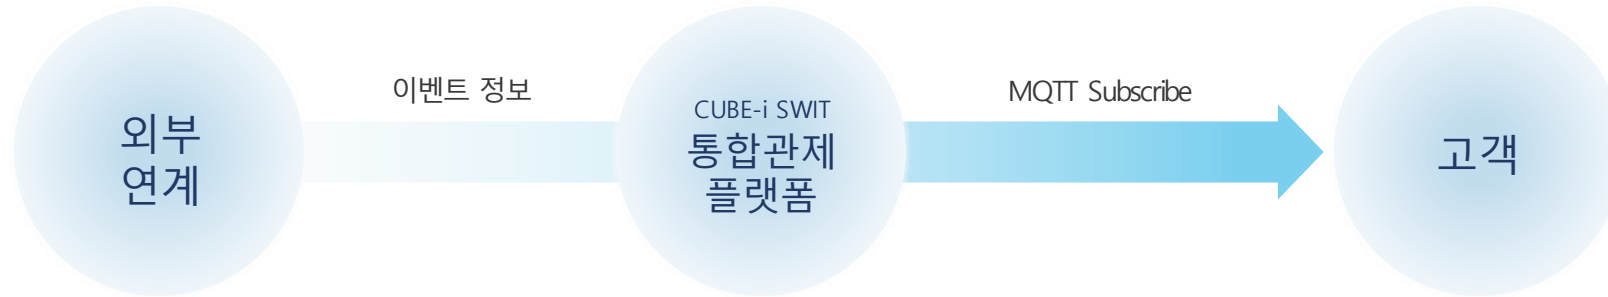 외부
연계
이벤트 정보
CUBE-i SWIT
통합관제
플랫폼
MQTT Subscribe
고객